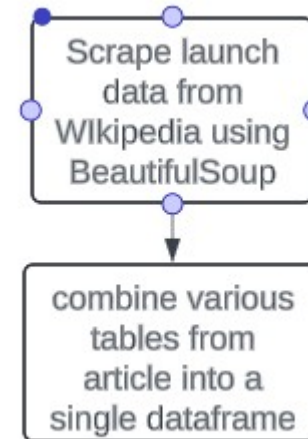 Scrape launch
data from
WIkipedia using
BeautifulSoup
combine various
tables from
article into a
single dataframe